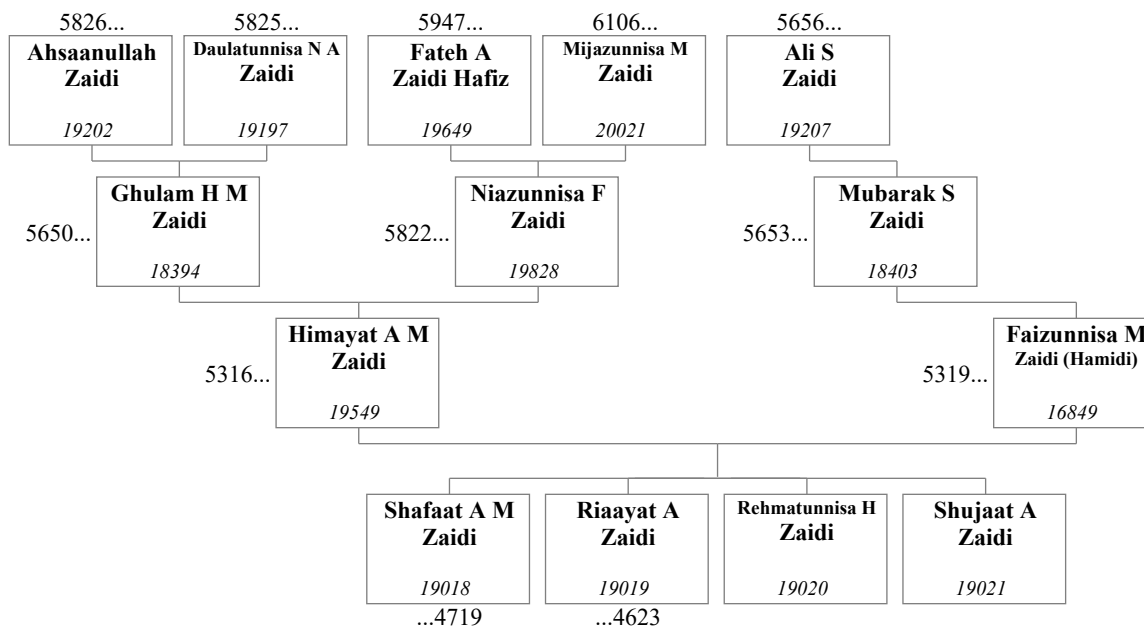 5826...
5825...
5947...
6106...
5656...
Ahsaanullah
Zaidi
19202
Daulatunnisa N A
Zaidi
19197
Fateh A
Zaidi Hafiz
19649
Mijazunnisa M
Zaidi
20021
Ali S
Zaidi
19207
5650...
Ghulam H M
Zaidi
18394
5822...
Niazunnisa F
Zaidi
19828
5653...
Mubarak S
Zaidi
18403
5316...
Himayat A M
Zaidi
19549
5319...
Faizunnisa M
Zaidi (Hamidi)
16849
Shafaat A M
Zaidi
19018
Riaayat A
Zaidi
19019
Rehmatunnisa H
Zaidi
19020
Shujaat A
Zaidi
19021
...4719
...4623